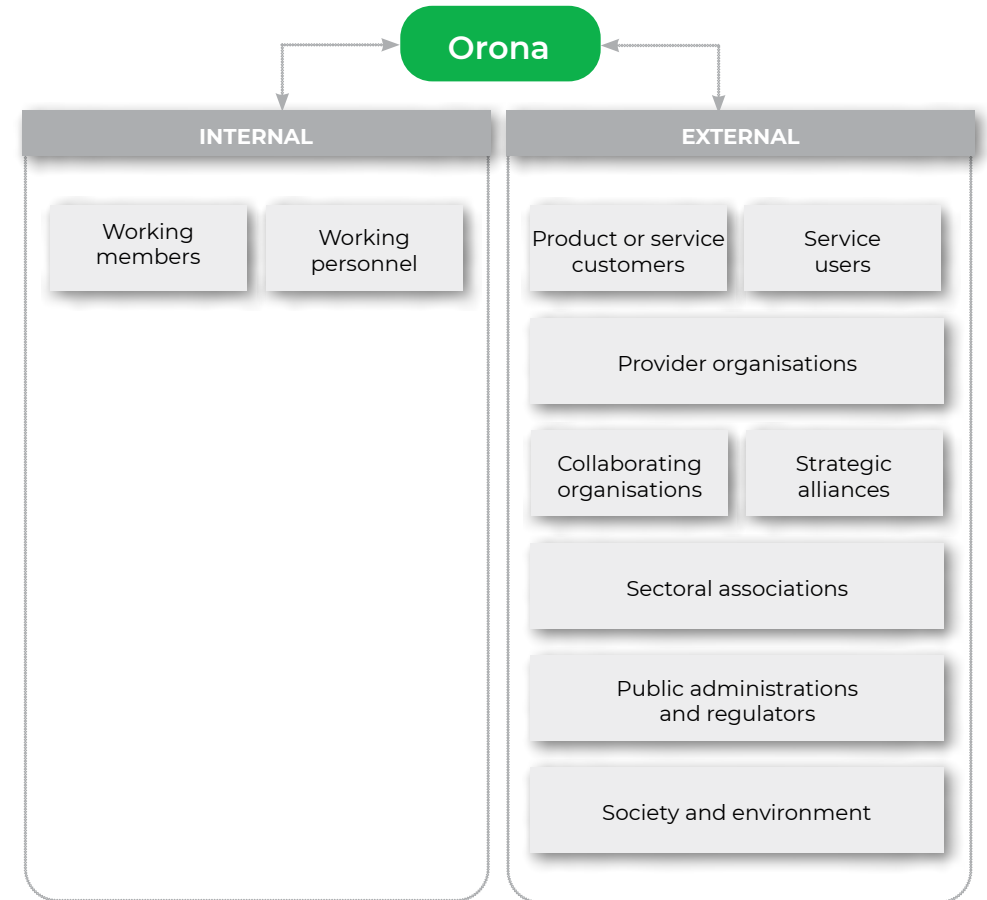 Orona
INTERNAL
EXTERNAL
Working
members
Working
personnel
Product or service
customers
Service
users
Provider organisations
Collaborating
organisations
Strategic
alliances
Sectoral associations
Public administrations
and regulators
Society and environment